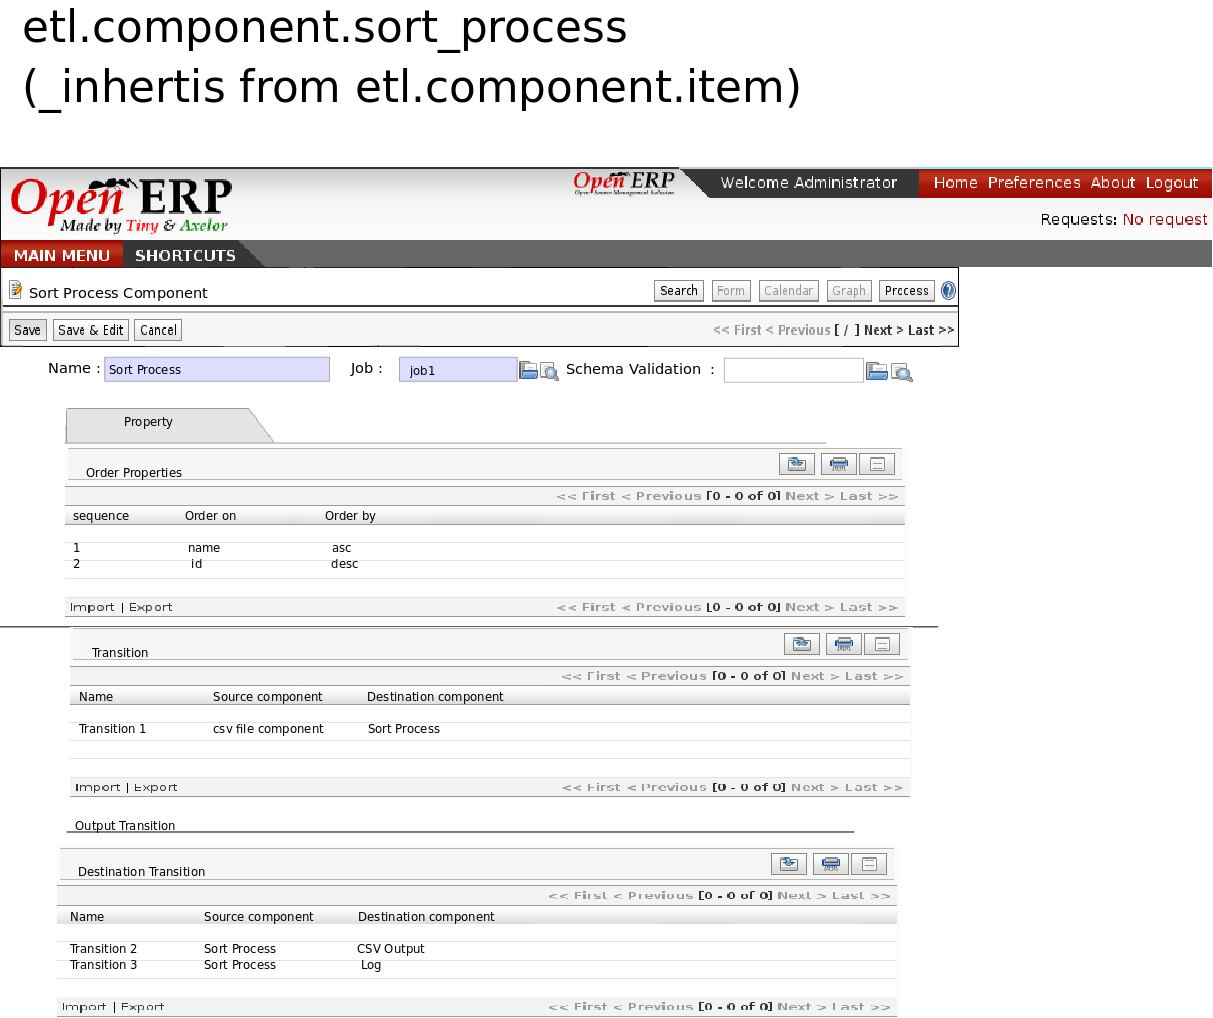 etl.component.sort_process
(_inhertis from etl.component.item)
Open ERP
Made by Tiny & Axelor
Open ERP
Open Source Management Solution
Welcome Administrator
Home Preferences About Logout
Requests: No request
MAIN MENU SHORTCUTS
Sort Process Component
Search Form Calendar Graph Process ?
Save Save & Edit Cancel
<< First < Previous [ / ] Next > Last >>
Name : Sort Process Job : job1 Schema Validation :
Property
Order Properties
<< First < Previous [0 - 0 of 0] Next > Last >>
sequence Order on Order by
1 name asc
2 id desc
Import | Export << First < Previous [0 - 0 of 0] Next > Last >>
Transition
<< First < Previous [0 - 0 of 0] Next > Last >>
Name Source component Destination component
Transition 1 csv file component Sort Process
Import | Export << First < Previous [0 - 0 of 0] Next > Last >>
Output Transition
Destination Transition
<< First < Previous [0 - 0 of 0] Next > Last >>
Name Source component Destination component
Transition 2 Sort Process CSV Output
Transition 3 Sort Process Log
Import | Export << First < Previous [0 - 0 of 0] Next > Last >>